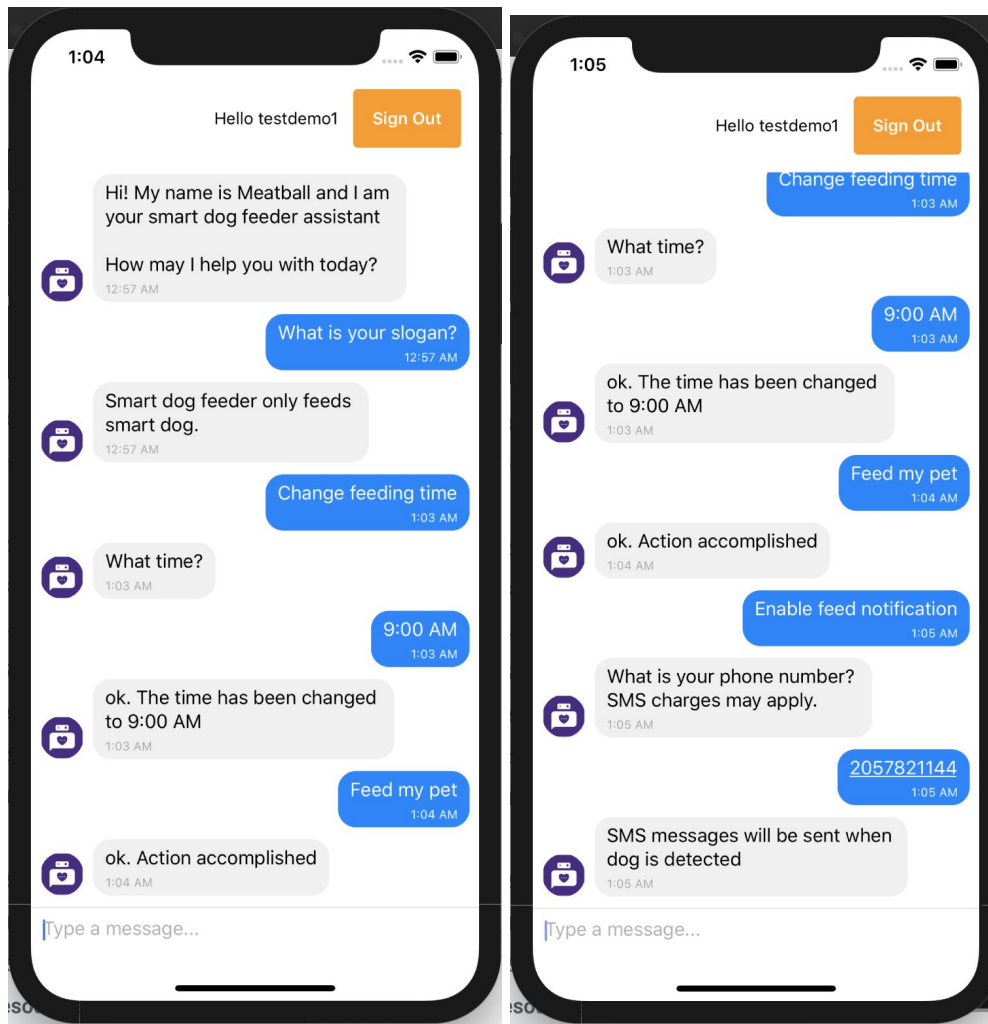 1:04
Hello testdemo1
Sign Out
Hi! My name is Meatball and I am
your smart dog feeder assistant
How may I help you with today?
12:57 AM
What is your slogan?
12:57 AM
Smart dog feeder only feeds
smart dog.
12:57 AM
Change feeding time
1:03 AM
What time?
1:03 AM
9:00 AM
1:03 AM
ok. The time has been changed
to 9:00 AM
1:03 AM
Feed my pet
1:04 AM
ok. Action accomplished
1:04 AM
Type a message...
1:05
Hello testdemo1
Sign Out
Change feeding time
1:03 AM
What time?
1:03 AM
9:00 AM
1:03 AM
ok. The time has been changed
to 9:00 AM
1:03 AM
Feed my pet
1:04 AM
ok. Action accomplished
1:04 AM
Enable feed notification
1:05 AM
What is your phone number?
SMS charges may apply.
1:05 AM
2057821144
1:05 AM
SMS messages will be sent when
dog is detected
1:05 AM
Type a message...